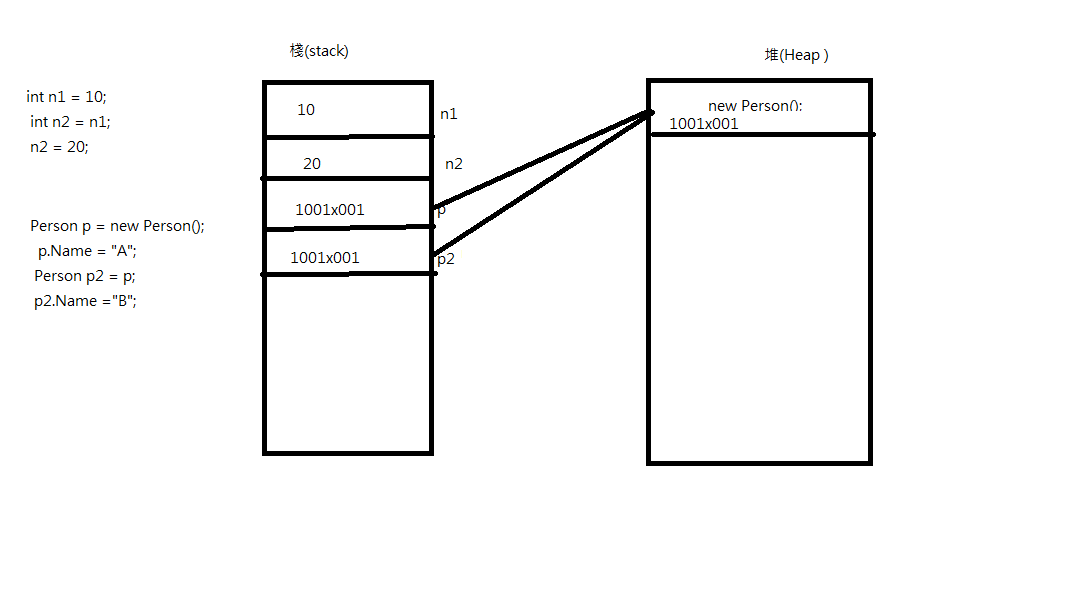 棧(stack)
堆(Heap )
int n1 = 10;
int n2 = n1;
n2 = 20;
10
n1
20
n2
1001x001
p
1001x001
p2
new Person():
1001x001
Person p = new Person();
p.Name = "A";
Person p2 = p;
p2.Name ="B";